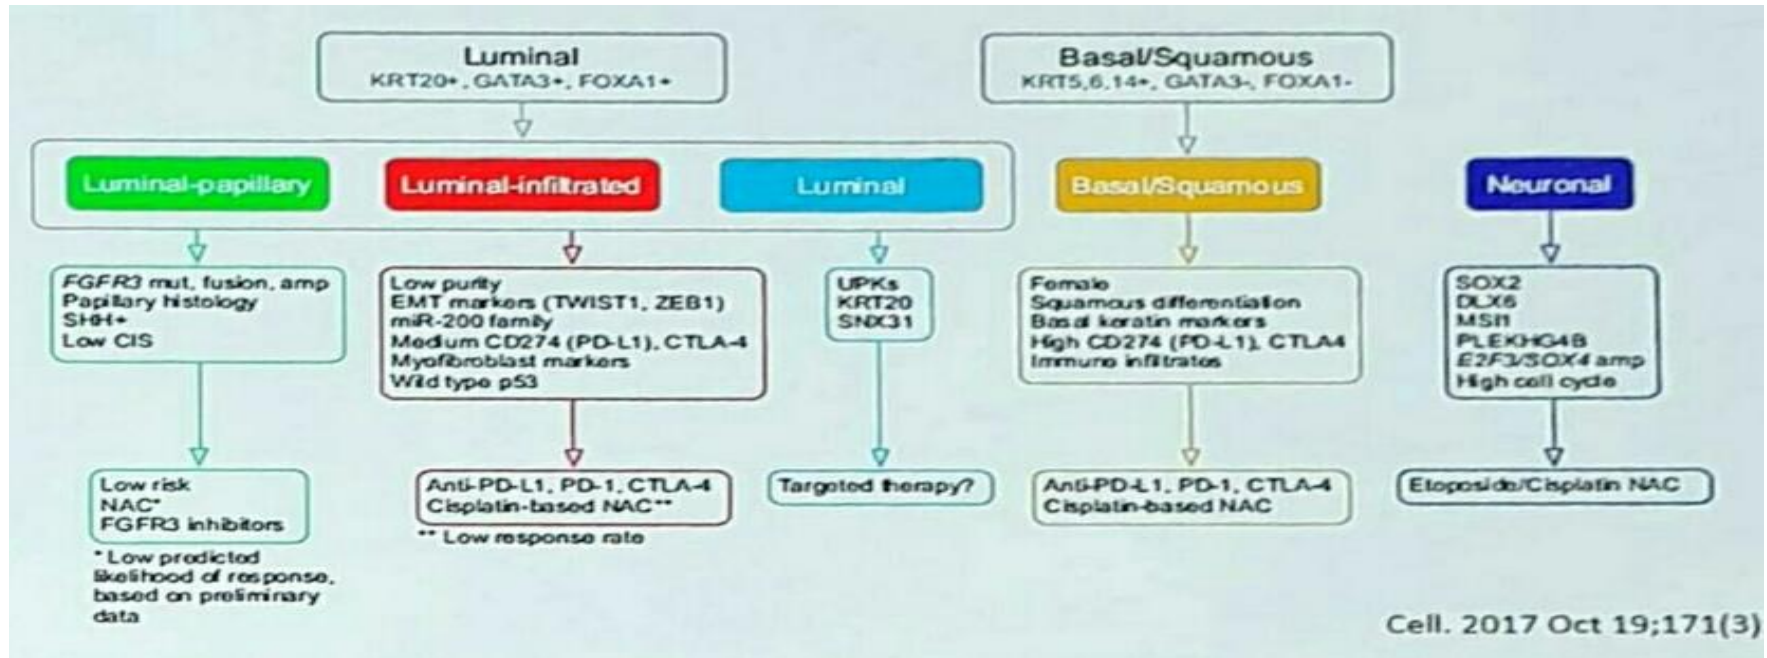 Luminal
KRT20+, GATA3+, FOXA1+
Basal/Squamous
KRT5,6,14+, GATA3-, FOXA1-
Luminal-papillary
Luminal-infiltrated
Luminal
Basal/Squamous
Neuronal
FGFR3 mut, fusion, amp
Papillary histology
SHH+
Low CIS
Low purity
EMT markers (TWIST1, ZEB1)
miR-200 family
Medium CD274 (PD-L1), CTLA-4
Myofibroblast markers
Wild type p53
UPKs
KRT20
SNX31
Female
Squamous differentiation
Basal keratin markers
High CD274 (PD-L1), CTLA4
Immune infiltrates
SOX2
DLX6
MSI1
PLEKHG4B
E2F3/SOX4 amp
High cell cycle
Low risk
NAC*
FGFR3 inhibitors
* Low predicted
likelihood of response,
based on preliminary
data
Anti-PD-L1, PD-1, CTLA-4
Cisplatin-based NAC**
** Low response rate
Targeted therapy?
Anti-PD-L1, PD-1, CTLA-4
Cisplatin-based NAC
Etoposide/Cisplatin NAC
Cell. 2017 Oct 19;171(3)